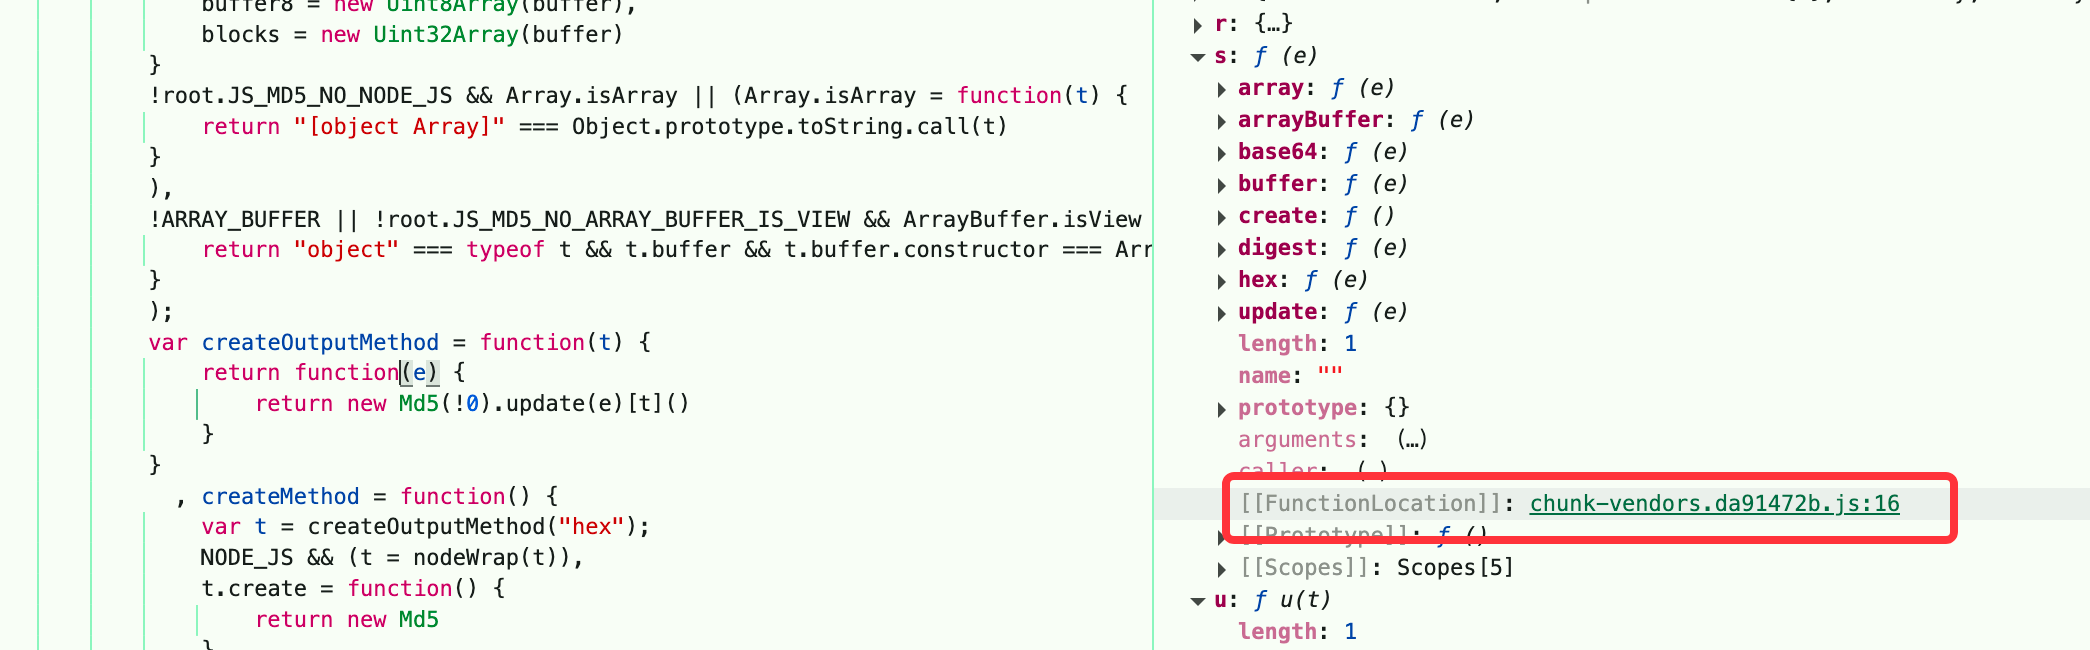 buffer8 = new Uint8Array(buffer),
blocks = new Uint32Array(buffer)
}
!root.JS_MD5_NO_NODE_JS && Array.isArray || (Array.isArray = function(t) {
return "[object Array]" === Object.prototype.toString.call(t)
}
),
!ARRAY_BUFFER || !root.JS_MD5_NO_ARRAY_BUFFER_IS_VIEW && ArrayBuffer.isView
return "object" === typeof t && t.buffer && t.buffer.constructor === Arr
}
);
var createOutputMethod = function(t) {
return function(e) {
return new Md5(!0).update(e)[t]()
}
}
, createMethod = function() {
var t = createOutputMethod("hex");
NODE_JS && (t = nodeWrap(t)),
t.create = function() {
return new Md5
}
r: {…}
s: ƒ (e)
array: ƒ (e)
arrayBuffer: ƒ (e)
base64: ƒ (e)
buffer: ƒ (e)
create: ƒ ()
digest: ƒ (e)
hex: ƒ (e)
update: ƒ (e)
length: 1
name: ""
prototype: {}
arguments: (…)
caller: (…)
[[FunctionLocation]]: chunk-vendors.da91472b.js:16
[[Prototype]]: ƒ ()
[[Scopes]]: Scopes[5]
u: ƒ u(t)
length: 1